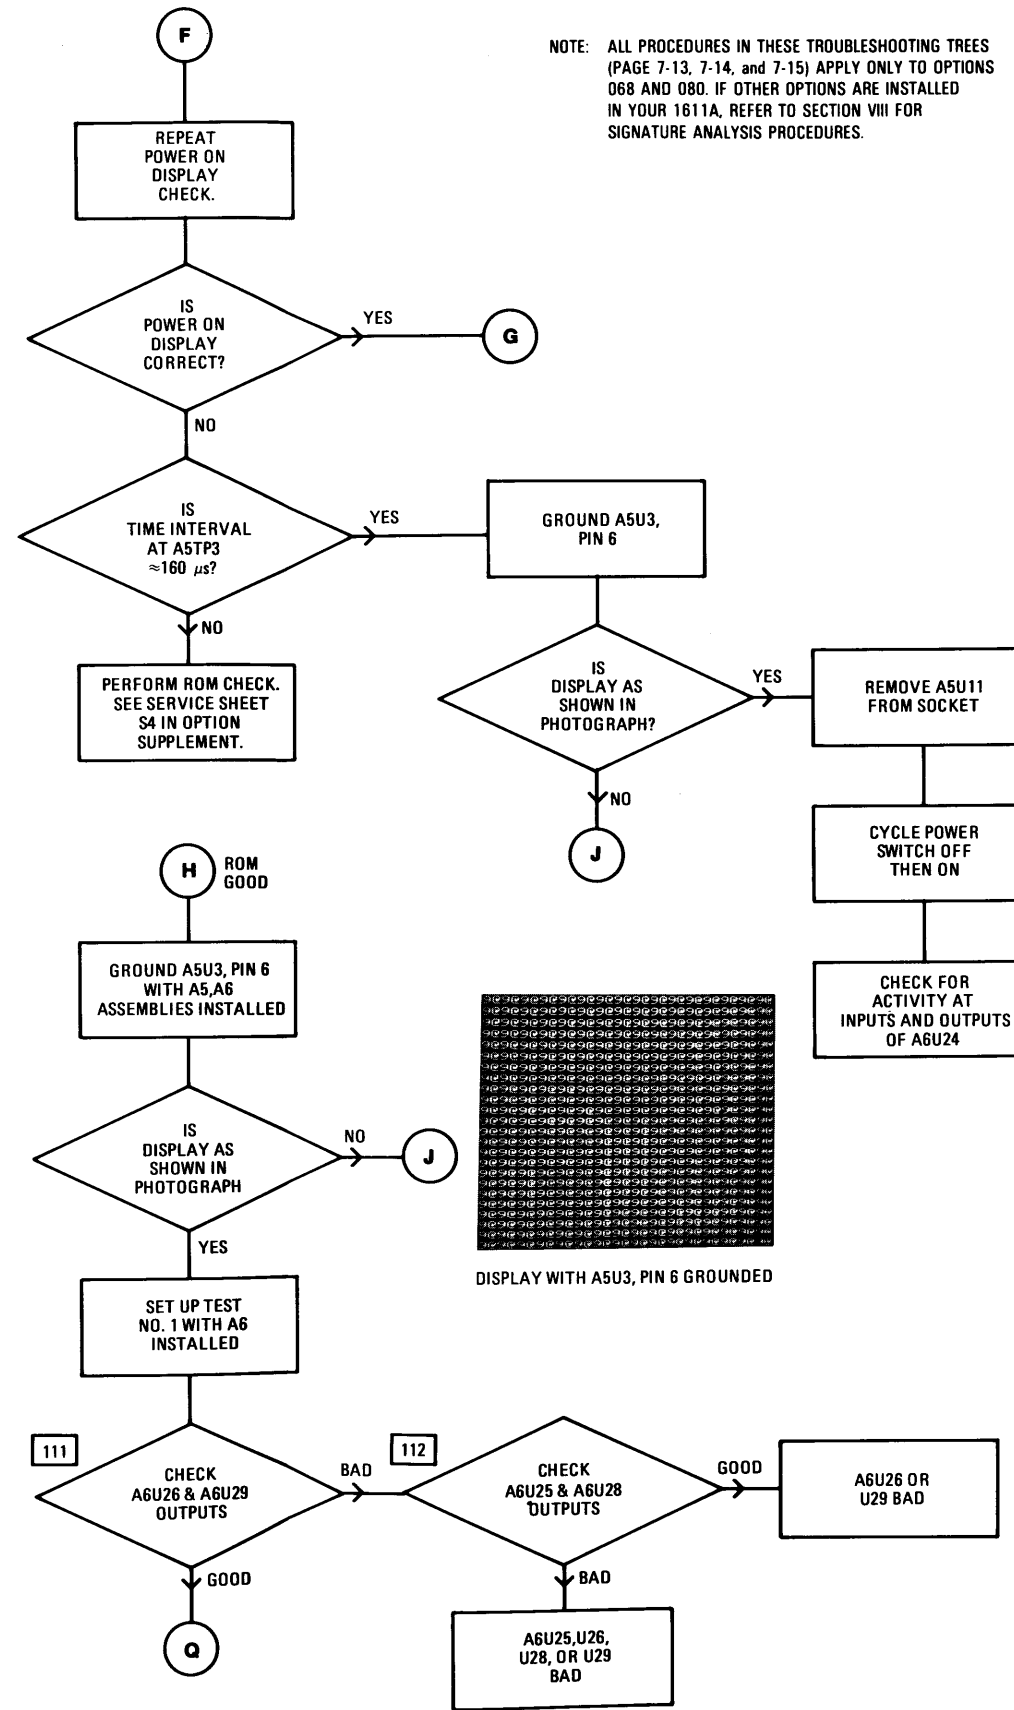 F
NOTE: ALL PROCEDURES IN THESE TROUBLESHOOTING TREES
(PAGE 7-13, 7-14, and 7-15) APPLY ONLY TO OPTIONS
068 AND 080. IF OTHER OPTIONS ARE INSTALLED
IN YOUR 1611A, REFER TO SECTION VIII FOR
SIGNATURE ANALYSIS PROCEDURES.
REPEAT
POWER ON
DISPLAY
CHECK.
IS
POWER ON
DISPLAY
CORRECT?
YES
G
NO
IS
TIME INTERVAL
AT A5TP3
≈160 μs?
YES
GROUND A5U3,
PIN 6
NO
PERFORM ROM CHECK.
SEE SERVICE SHEET
S4 IN OPTION
SUPPLEMENT.
IS
DISPLAY AS
SHOWN IN
PHOTOGRAPH?
YES
REMOVE A5U11
FROM SOCKET
NO
J
CYCLE POWER
SWITCH OFF
THEN ON
CHECK FOR
ACTIVITY AT
INPUTS AND OUTPUTS
OF A6U24
H
ROM
GOOD
GROUND A5U3, PIN 6
WITH A5,A6
ASSEMBLIES INSTALLED
IS
DISPLAY AS
SHOWN IN
PHOTOGRAPH
NO
J
DISPLAY WITH A5U3, PIN 6 GROUNDED
YES
SET UP TEST
NO. 1 WITH A6
INSTALLED
111
CHECK
A6U26 & A6U29
OUTPUTS
BAD
112
CHECK
A6U25 & A6U28
OUTPUTS
GOOD
A6U26 OR
U29 BAD
GOOD
Q
BAD
A6U25,U26,
U28, OR U29
BAD